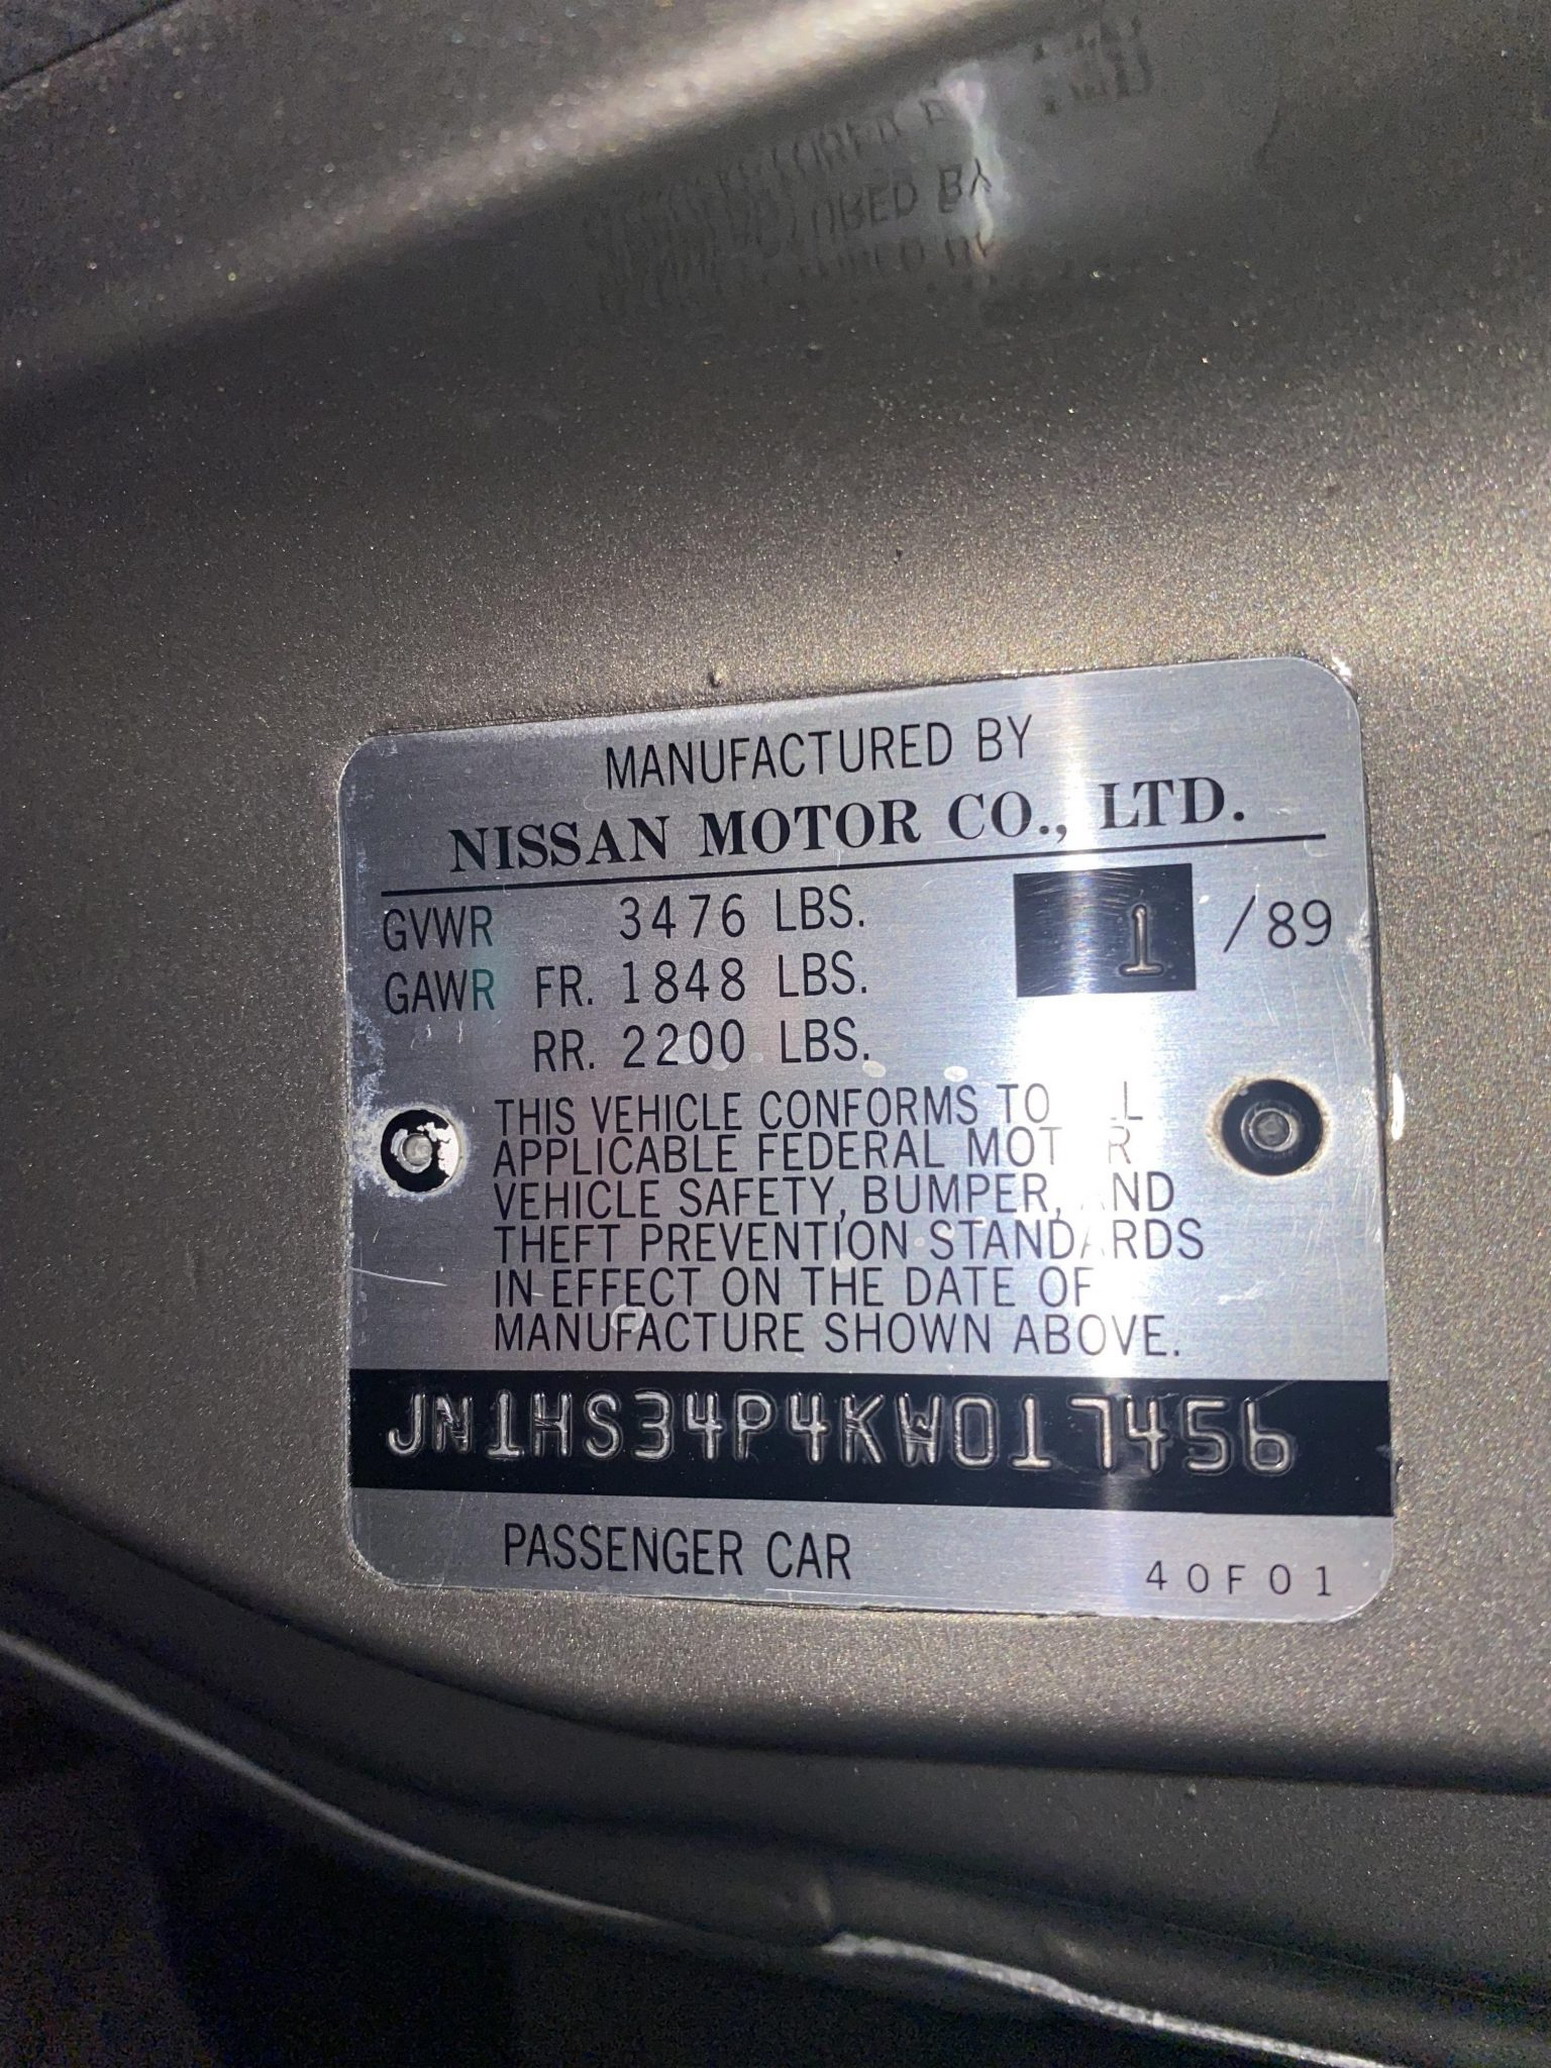 MANUFACTURED BY
NISSAN MOTOR CO., LTD.
GVWR 3476 LBS. 1 /89
GAWR FR. 1848 LBS.
RR. 2200 LBS.
THIS VEHICLE CONFORMS TO
APPLICABLE FEDERAL MOTOR
VEHICLE SAFETY, BUMPER, AND
THEFT PREVENTION STANDARDS
IN EFFECT ON THE DATE OF
MANUFACTURE SHOWN ABOVE.
JN1HS34P4KW017456
PASSENGER CAR
40F01